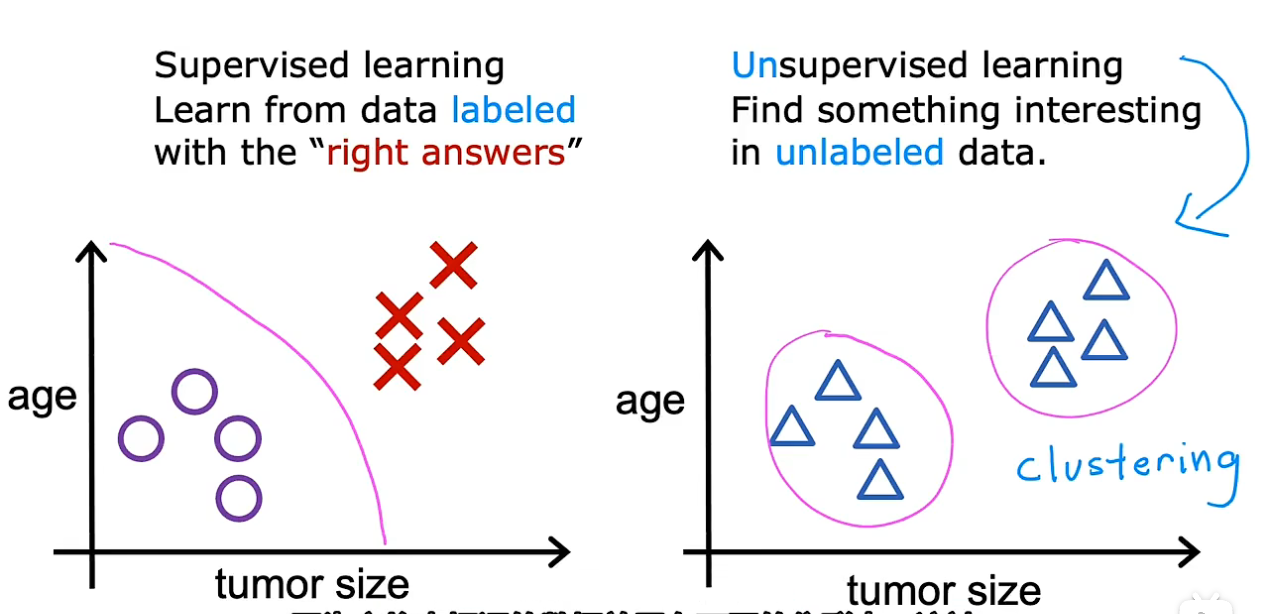 Supervised learning
Learn from data labeled
with the “right answers”
age
tumor size
Unsupervised learning
Find something interesting
in unlabeled data.
age
clustering
tumor size